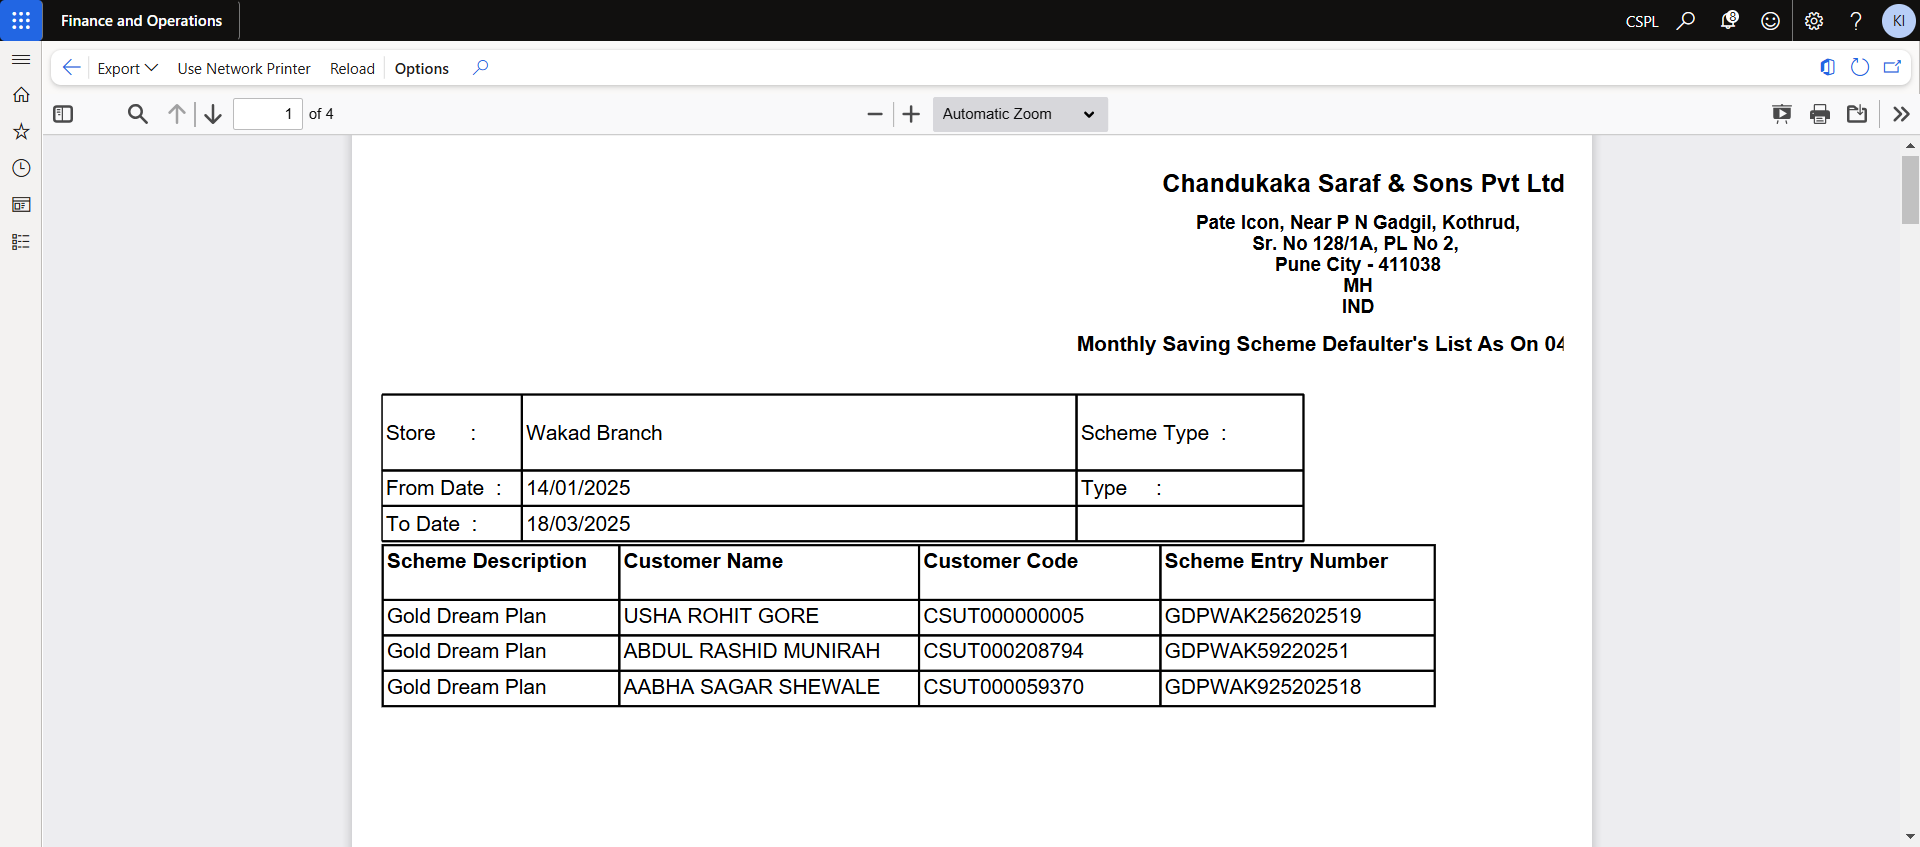 Finance and Operations
CSPL
8
?
KI
Export
Use Network Printer
Reload
Options
1 of 4
Automatic Zoom
Chandukaka Saraf & Sons Pvt Ltd
Pate Icon, Near P N Gadgil, Kothrud,
Sr. No 128/1A, PL No 2,
Pune City - 411038
MH
IND
Monthly Saving Scheme Defaulter's List As On 04
Store : Wakad Branch Scheme Type :
From Date : 14/01/2025 Type :
To Date : 18/03/2025
Scheme Description Customer Name Customer Code Scheme Entry Number
Gold Dream Plan USHA ROHIT GORE CSUT000000005 GDPWAK256202519
Gold Dream Plan ABDUL RASHID MUNIRAH CSUT000208794 GDPWAK59220251
Gold Dream Plan AABHA SAGAR SHEWALE CSUT000059370 GDPWAK925202518